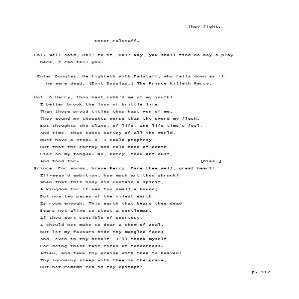 They fight.
Enter Falstaff.
Fal. Well said, Hal! to it, Hal! Nay, you shall find no boy's play
here, I can tell you.
Enter Douglas. He fighteth with Falstaff, who falls down as if
he were dead. [Exit Douglas.] The Prince killeth Percy.
Hot. O Harry, thou hast robb'd me of my youth!
I better brook the loss of brittle life
Than those proud titles thou hast won of me.
They wound my thoughts worse than thy sword my flesh.
But thoughts the slave of life, and life time's fool,
And time, that takes survey of all the world,
Must have a stop. O, I could prophesy,
But that the earthy and cold hand of death
Lies on my tongue. No, Percy, thou art dust,
And food for- [Dies.]
Prince. For worms, brave Percy. Fare thee well, great heart!
Ill-weav'd ambition, how much art thou shrunk!
When that this body did contain a spirit,
A kingdom for it was too small a bound;
But now two paces of the vilest earth
Is room enough. This earth that bears thee dead
Bears not alive so stout a gentleman.
If thou wert sensible of courtesy,
I should not make so dear a show of zeal.
But let my favours hide thy mangled face;
And, even in thy behalf, I'll thank myself
For doing these fair rites of tenderness.
Adieu, and take thy praise with thee to heaven!
Thy ignominy sleep with thee in the grave,
But not rememb'red in thy epitaph!